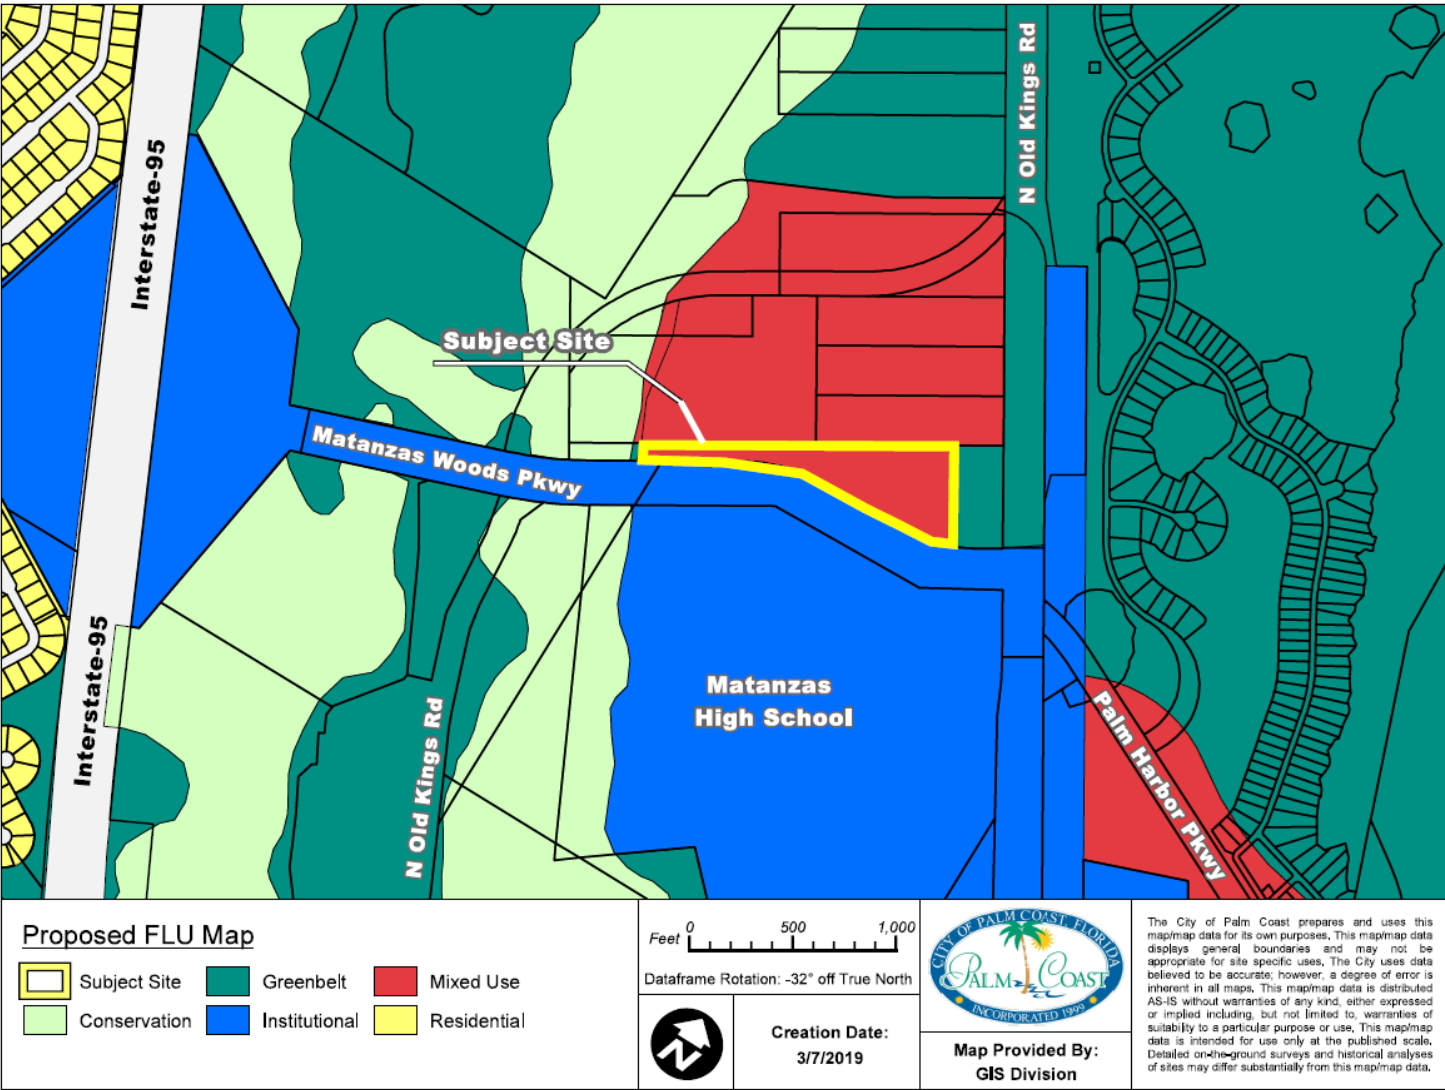 N Old Kings Rd
Interstate-95
Subject Site
Matanzas Woods Pkwy
Matanzas
High School
Interstate-95
N Old Kings Rd
Palm Harbor Pkwy
Proposed FLU Map
Subject Site
Greenbelt
Mixed Use
Conservation
Institutional
Residential
Feet
0 500 1,000
Dataframe Rotation: -32° off True North
N
Creation Date:
3/7/2019
CITY OF PALM COAST, FLORIDA
PALM COAST
INCORPORATED 1999
Map Provided By:
GIS Division
The City of Palm Coast prepares and uses this
map/map data for its own purposes. This map/map data
displays general boundaries and may not be
appropriate for site specific uses. The City uses data
believed to be accurate; however, a degree of error is
inherent in all maps. This map/map data is distributed
AS-IS without warranties of any kind, either expressed
or implied including, but not limited to, warranties of
suitability to a particular purpose or use. This map/map
data is intended for use only at the published scale.
Detailed on-the-ground surveys and historical analyses
of sites may differ substantially from this map/map data.